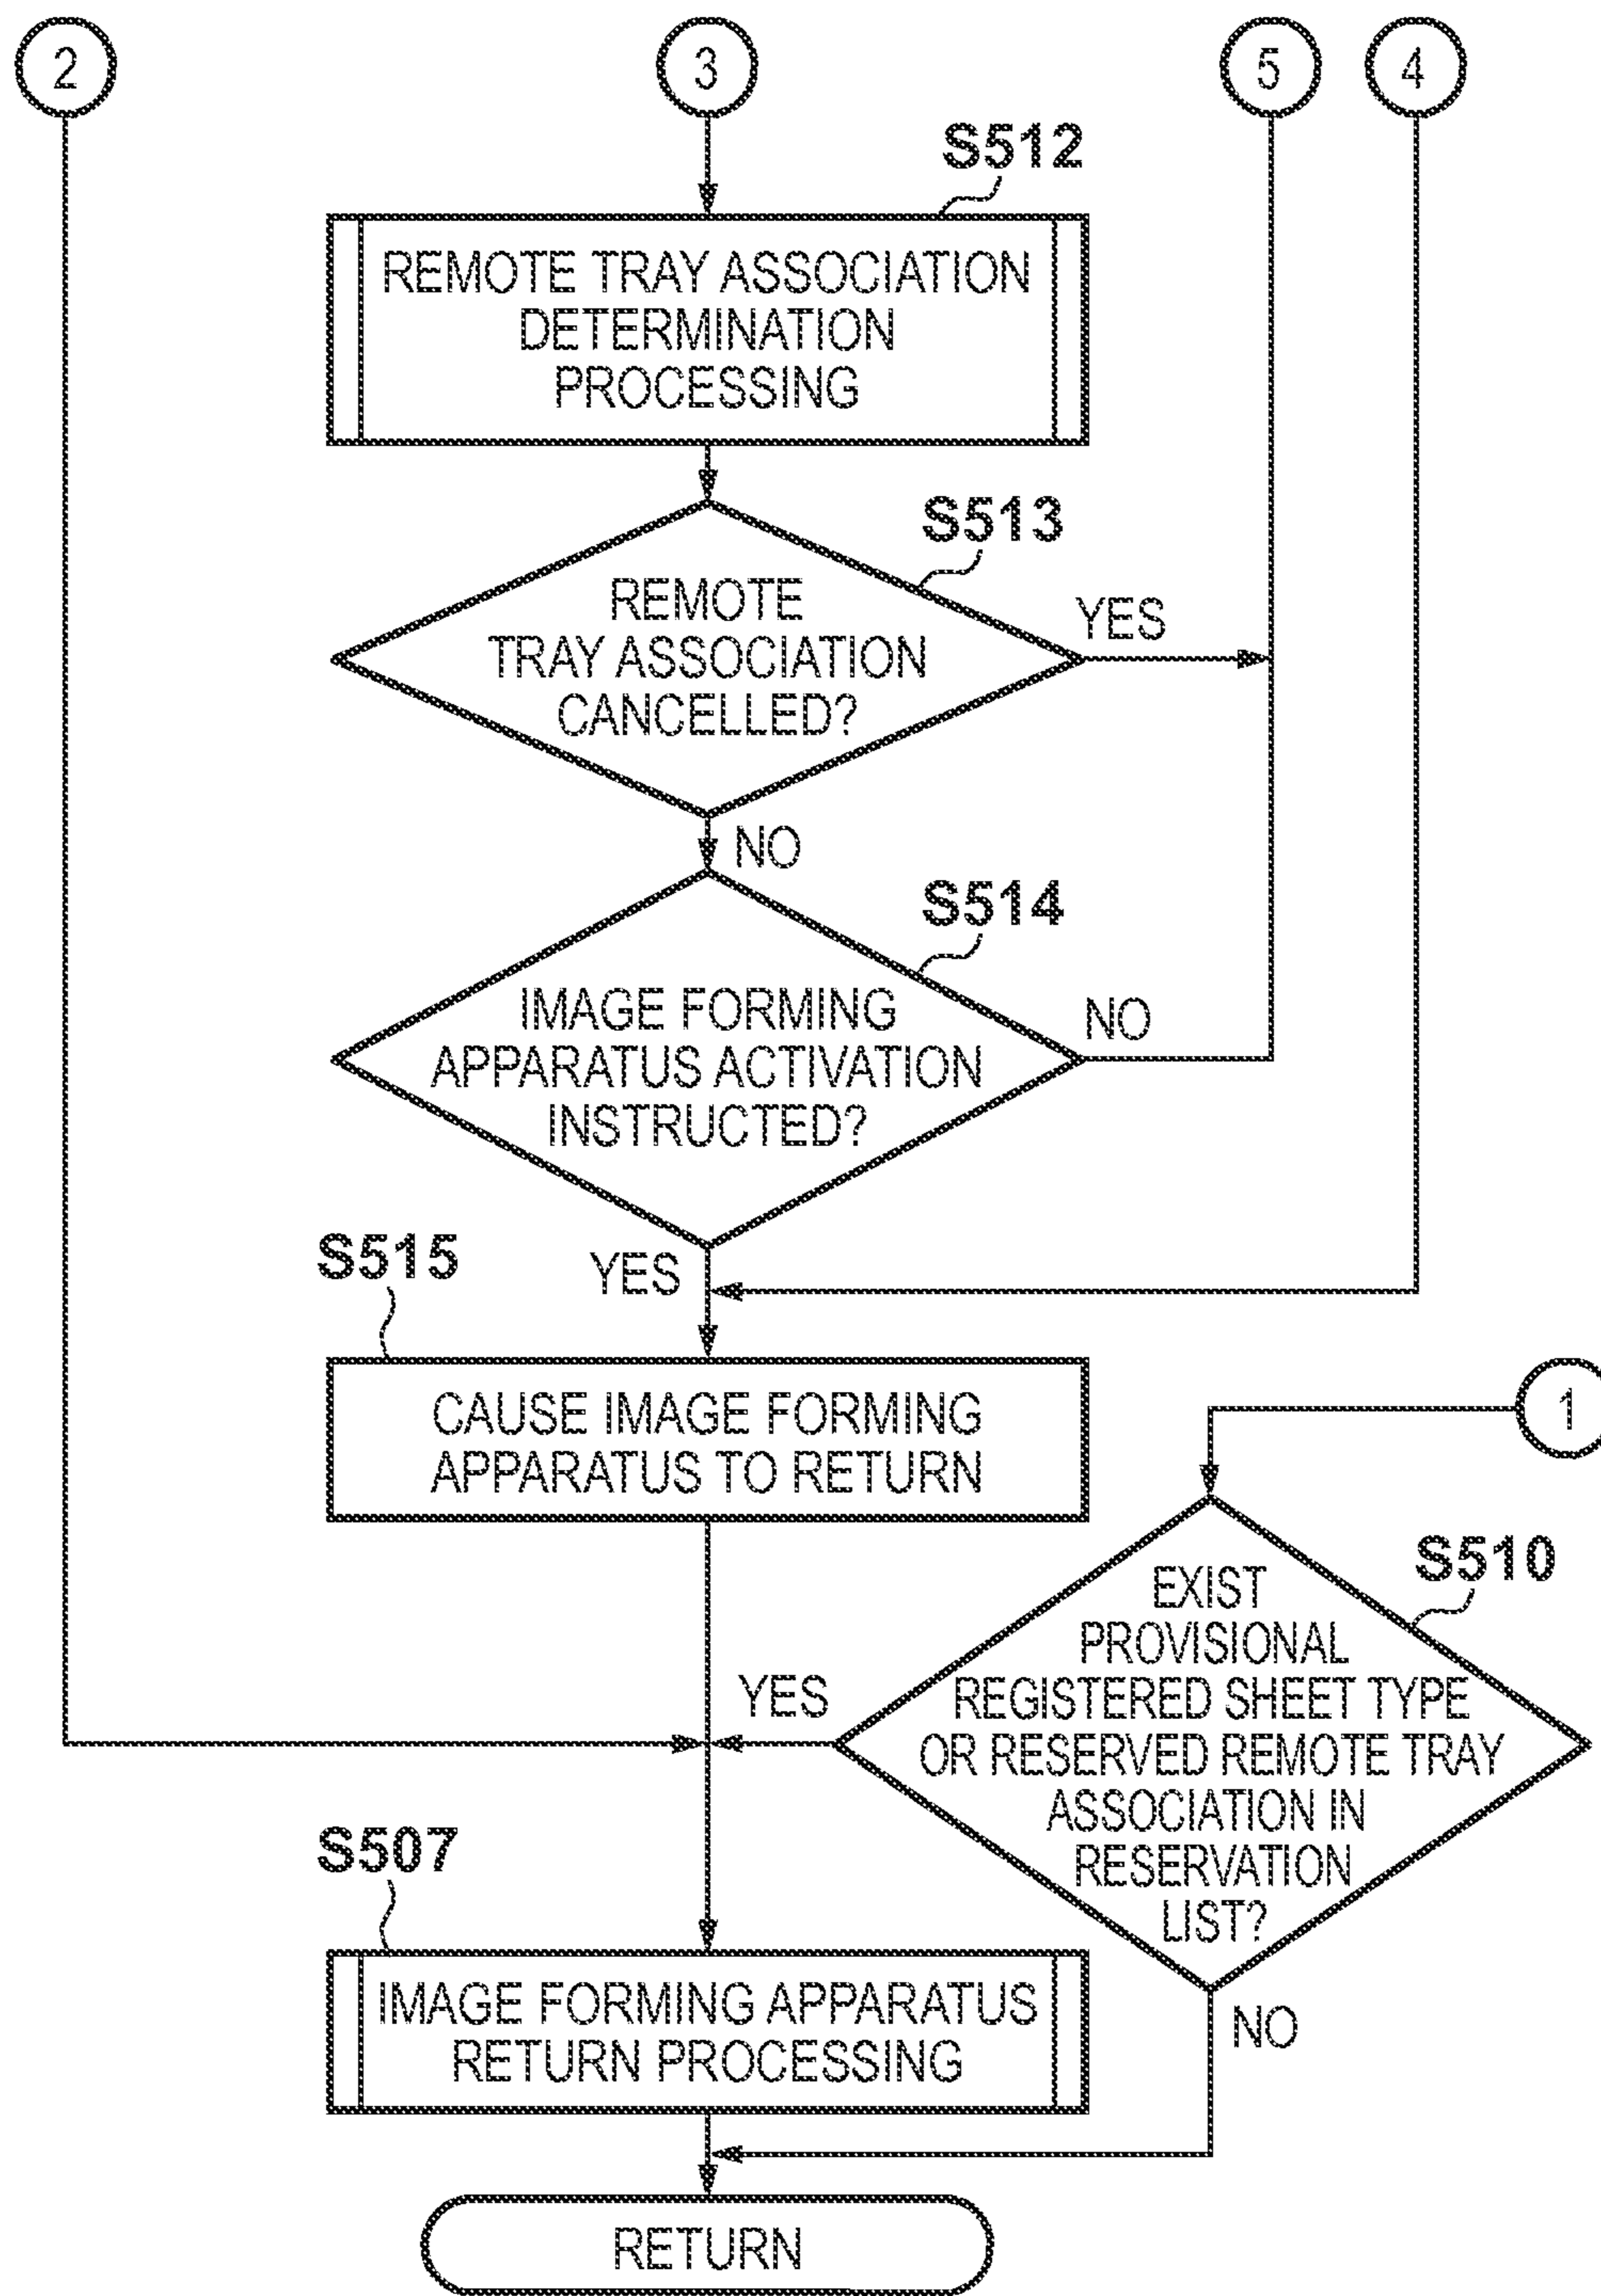 2
3
5
4
S512
REMOTE TRAY ASSOCIATION
DETERMINATION
PROCESSING
S513
REMOTE
TRAY ASSOCIATION
CANCELLED?
YES
NO
S514
IMAGE FORMING
APPARATUS ACTIVATION
INSTRUCTED?
NO
YES
S515
CAUSE IMAGE FORMING
APPARATUS TO RETURN
1
S510
EXIST
PROVISIONAL
REGISTERED SHEET TYPE
OR RESERVED REMOTE TRAY
ASSOCIATION IN
RESERVATION
LIST?
YES
NO
S507
IMAGE FORMING APPARATUS
RETURN PROCESSING
RETURN